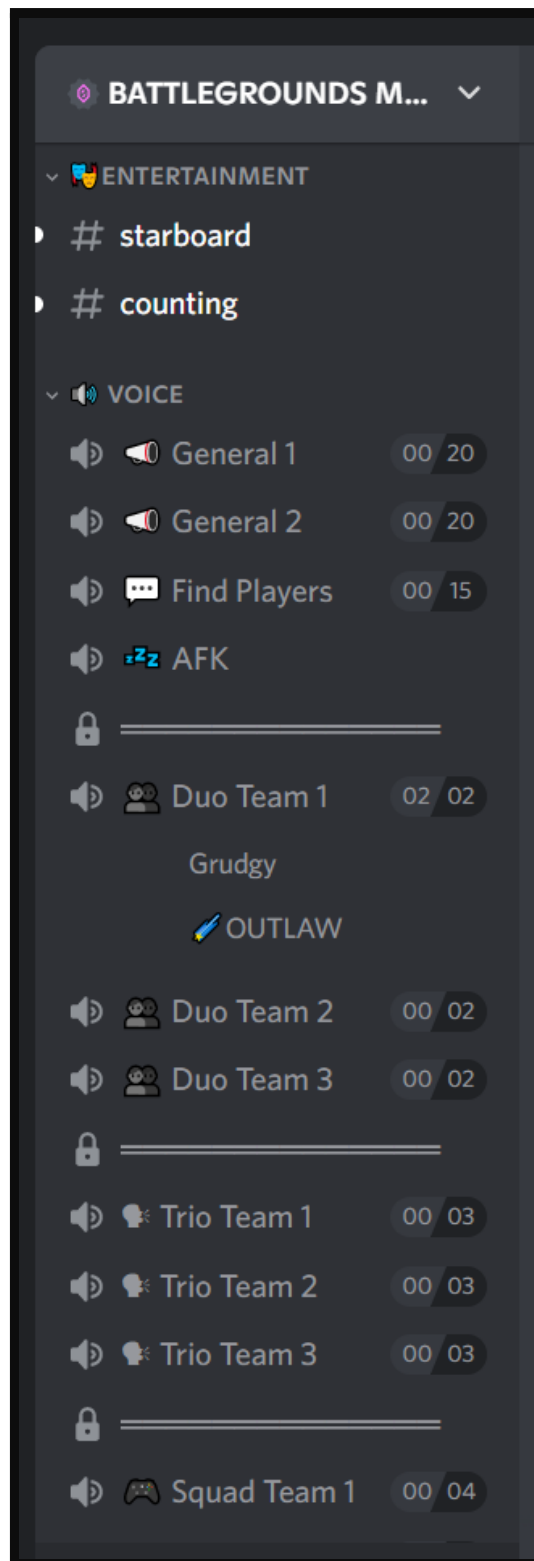 BATTLEGROUNDS M...
ENTERTAINMENT
# starboard
# counting
VOICE
General 1 00 20
General 2 00 20
Find Players 00 15
zzz AFK
Duo Team 1 02 02
Grudgy
OUTLAW
Duo Team 2 00 02
Duo Team 3 00 02
Trio Team 1 00 03
Trio Team 2 00 03
Trio Team 3 00 03
Squad Team 1 00 04